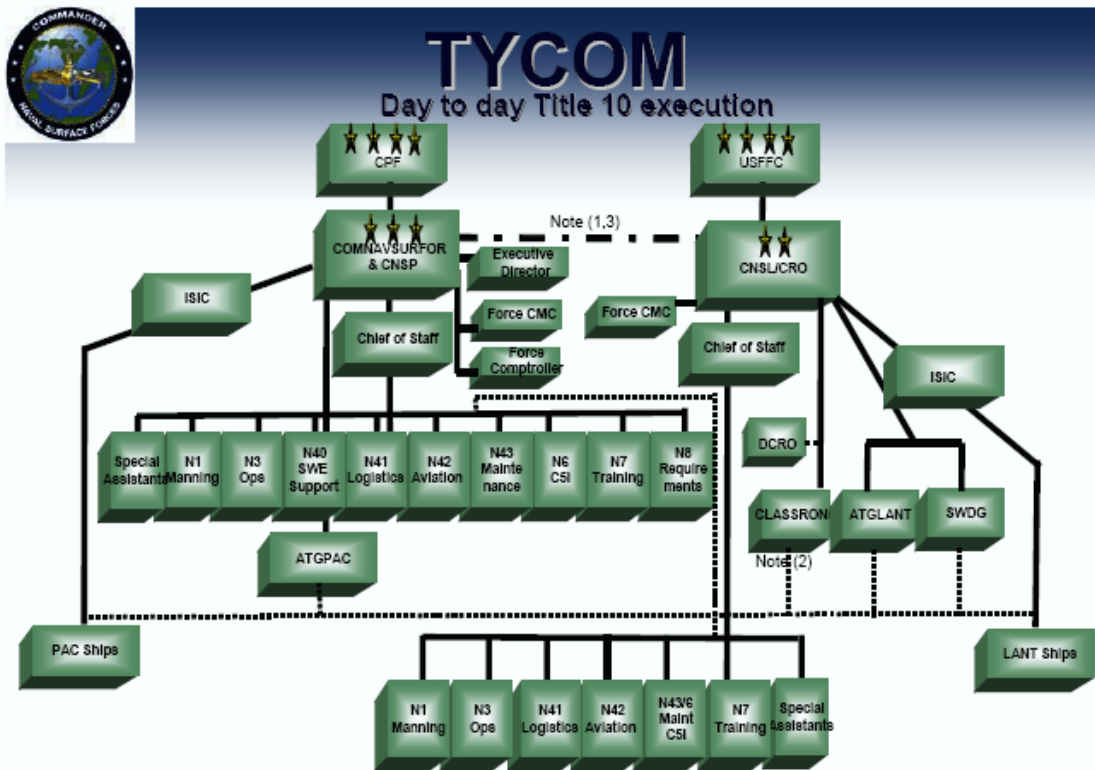 COMMANDER
NAVAL SURFACE FORCES
TYCOM
Day to day Title 10 execution
CPF
USFFC
COMNAVSURFOR
& CNSP
Note (1,3)
CNSL/CRO
Executive
Director
ISIC
Force CMC
Force CMC
Chief of Staff
Chief of Staff
Force
Comptroller
ISIC
DCRO
Special
Assistants
N1
Manning
N3
Ops
N40
SWE
Support
N41
Logistics
N42
Aviation
N43
Mainte
nance
N6
C5I
N7
Training
N8
Require
ments
CLASSRON
ATGLANT
SWDG
ATGPAC
Note (2)
PAC Ships
LANT Ships
N1
Manning
N3
Ops
N41
Logistics
N42
Aviation
N43/6
Maint
C5I
N7
Training
Special
Assistants